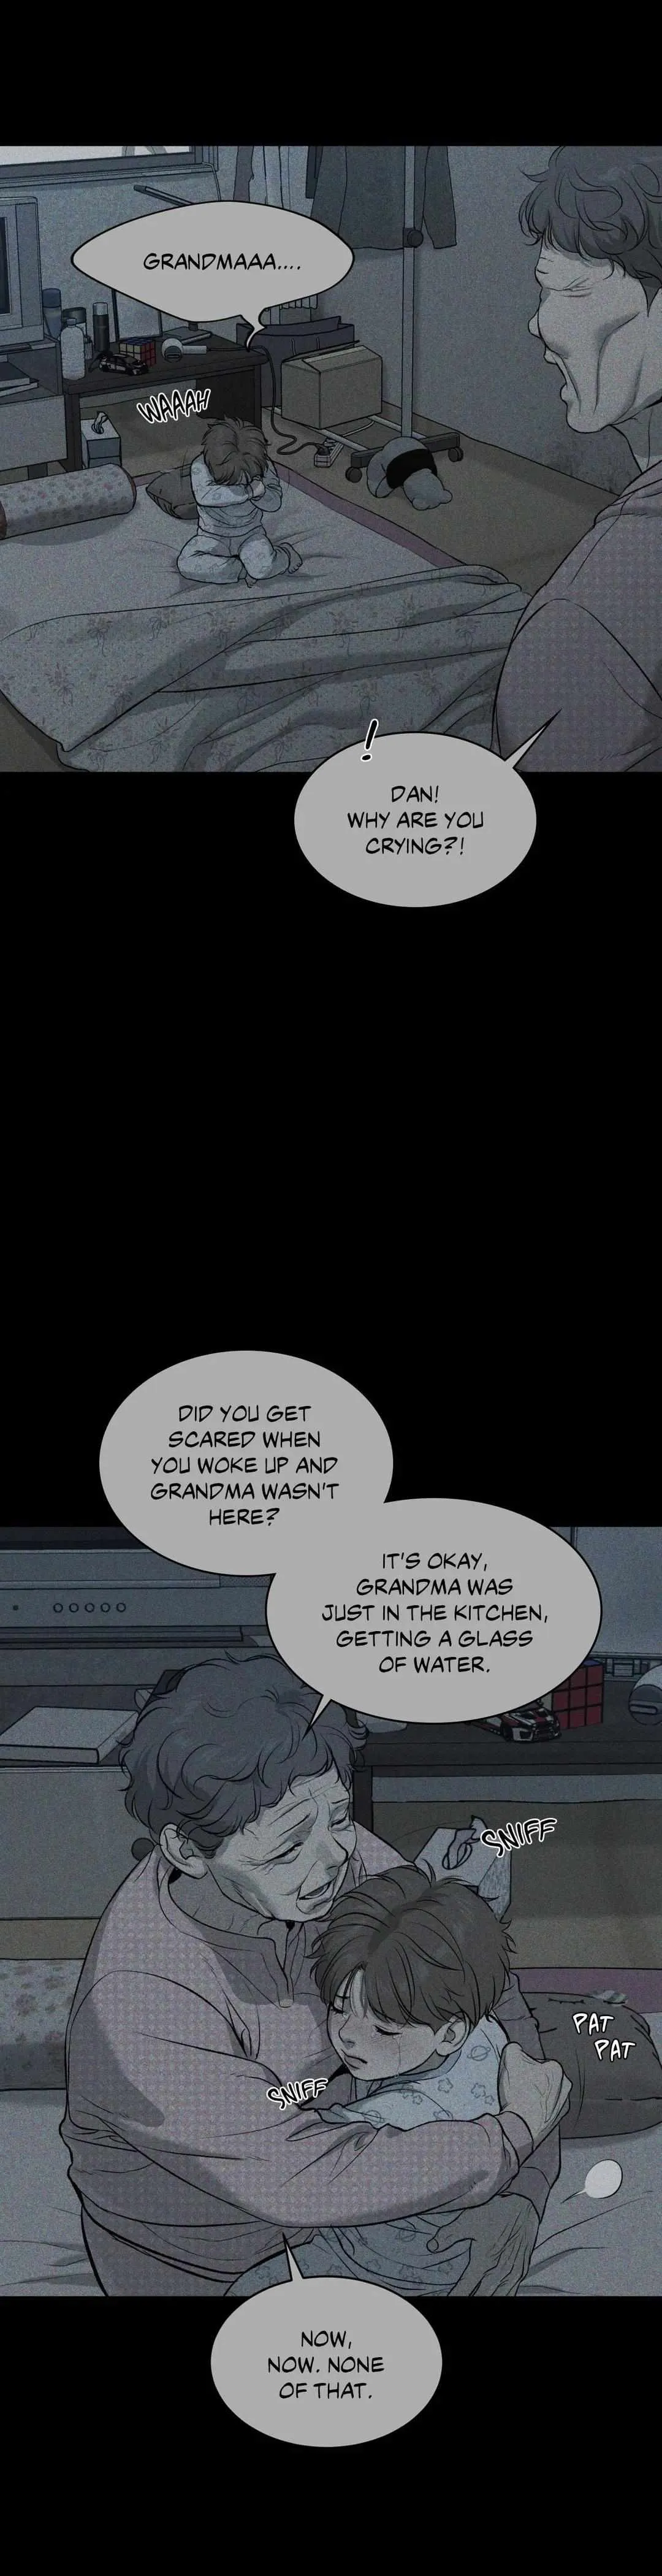 GRANDMAAA....
WAAAH
!
DAN!
WHY ARE YOU
CRYING?!
DID YOU GET
SCARED WHEN
YOU WOKE UP AND
GRANDMA WASN'T
HERE?
IT'S OKAY,
GRANDMA WAS
JUST IN THE KITCHEN,
GETTING A GLASS
OF WATER.
SNIFF
PAT
PAT
SNIFF
NOW,
NOW. NONE
OF THAT.